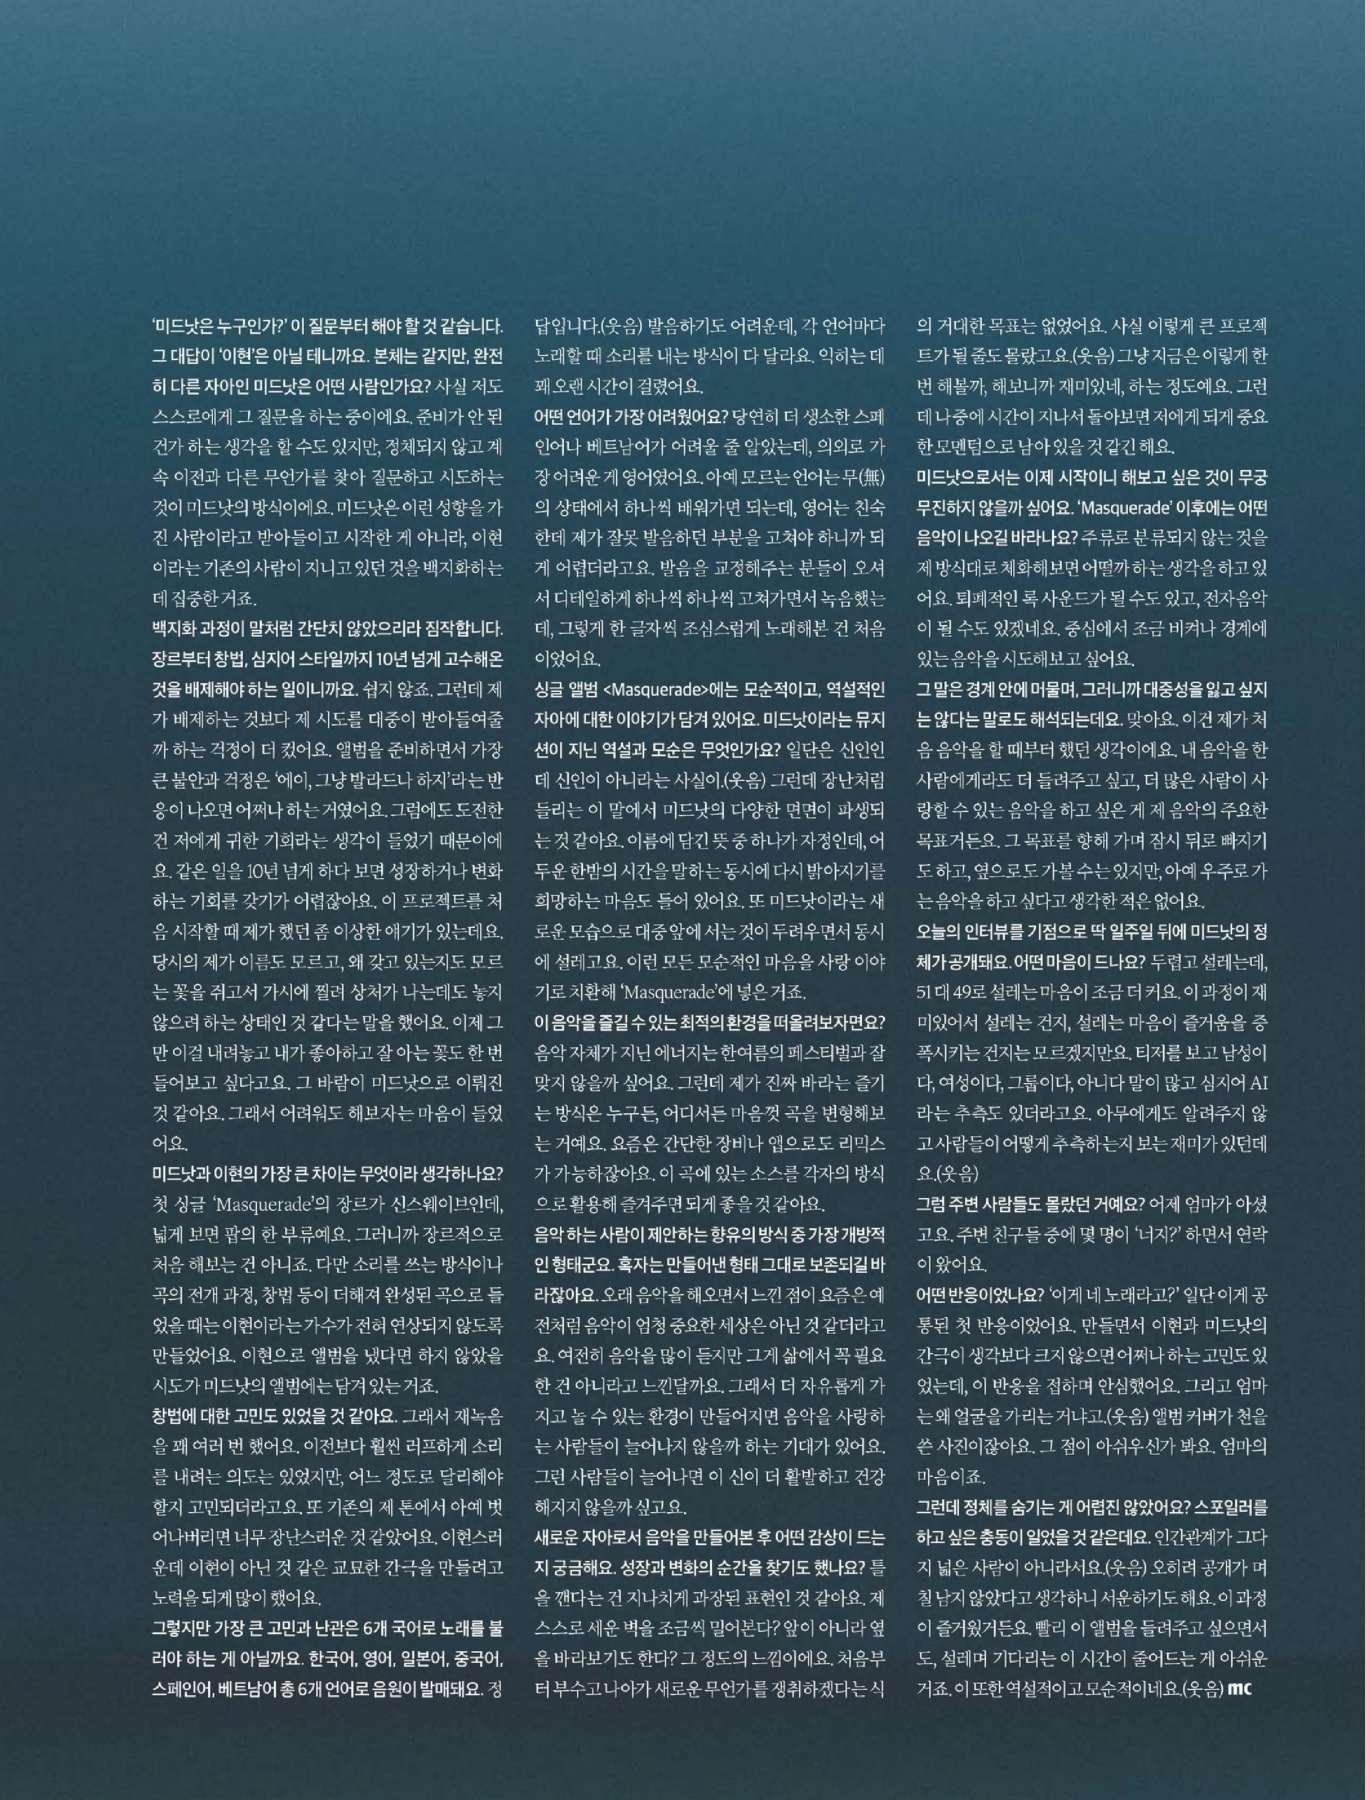 ‘미드낫은 누구인가?’ 이 질문부터 해야 할 것 같습니다.
그 대답이 ‘이현’은 아닐 테니까요. 본체는 같지만, 완전
히 다른 자아인 미드낫은 어떤 사람인가요? 사실 저도
스스로에게 그 질문을 하는 중이에요. 준비가 안 된
건가 하는 생각을 할 수도 있지만, 정체되지 않고 계
속 이전과 다른 무언가를 찾아 질문하고 시도하는
것이 미드낫의 방식이에요. 미드낫은 이런 성향을 가
진 사람이라고 받아들이고 시작한 게 아니라, 이현
이라는 기존의 사람이 지니고 있던 것을 백지화하는
데 집중한 거죠.
백지화 과정이 말처럼 간단치 않았으리라 짐작합니다.
장르부터 창법, 심지어 스타일까지 10년 넘게 고수해온
것을 배제해야 하는 일이니까요. 쉽지 않죠. 그런데 제
가 배제하는 것보다 제 시도를 대중이 받아들여줄
까 하는 걱정이 더 컸어요. 앨범을 준비하면서 가장
큰 불안과 걱정은 ‘에이, 그냥 발라드나 하지’라는 반
응이 나오면 어쩌나 하는 거였어요. 그럼에도 도전한
건 저에게 귀한 기회라는 생각이 들었기 때문이에
요. 같은 일을 10년 넘게 하다 보면 성장하거나 변화
하는 기회를 갖기가 어렵잖아요. 이 프로젝트를 처
음 시작할 때 제가 했던 좀 이상한 얘기가 있는데요.
당시의 제가 이름도 모르고, 왜 갖고 있는지도 모르
는 꽃을 쥐고서 가시에 찔려 상처가 나는데도 놓지
않으려 하는 상태인 것 같다는 말을 했어요. 이제 그
만 이걸 내려놓고 내가 좋아하고 잘 아는 꽃도 한 번
들어보고 싶다고요. 그 바람이 미드낫으로 이뤄진
것 같아요. 그래서 어려워도 해보자는 마음이 들었
어요.
미드낫과 이현의 가장 큰 차이는 무엇이라 생각하나요?
첫 싱글 ‘Masquerade’의 장르가 신스웨이브인데,
넓게 보면 팝의 한 부류예요. 그러니까 장르적으로
처음 해보는 건 아니죠. 다만 소리를 쓰는 방식이나
곡의 전개 과정, 창법 등이 더해져 완성된 곡으로 들
었을 때는 이현이라는 가수가 전혀 연상되지 않도록
만들었어요. 이현으로 앨범을 냈다면 하지 않았을
시도가 미드낫의 앨범에는 담겨 있는 거죠.
창법에 대한 고민도 있었을 것 같아요. 그래서 재녹음
을 꽤 여러 번 했어요. 이전보다 훨씬 러프하게 소리
를 내려는 의도는 있었지만, 어느 정도로 달리해야
할지 고민되더라고요. 또 기존의 제 톤에서 아예 벗
어나버리면 너무 장난스러운 것 같았어요. 이현스러
운데 이현이 아닌 것 같은 교묘한 간극을 만들려고
노력을 되게 많이 했어요.
그렇지만 가장 큰 고민과 난관은 6개 국어로 노래를 불
러야 하는 게 아닐까요. 한국어, 영어, 일본어, 중국어,
스페인어, 베트남어 총 6개 언어로 음원이 발매돼요. 정
답입니다.(웃음) 발음하기도 어려운데, 각 언어마다
노래할 때 소리를 내는 방식이 다 달라요. 익히는 데
꽤 오랜 시간이 걸렸어요.
어떤 언어가 가장 어려웠어요? 당연히 더 생소한 스페
인어나 베트남어가 어려울 줄 알았는데, 의외로 가
장 어려운 게 영어였어요. 아예 모르는 언어는 무(無)
의 상태에서 하나씩 배워가면 되는데, 영어는 친숙
한데 제가 잘못 발음하던 부분을 고쳐야 하니까 되
게 어렵더라고요. 발음을 교정해주는 분들이 오셔
서 디테일하게 하나씩 하나씩 고쳐가면서 녹음했는
데, 그렇게 한 글자씩 조심스럽게 노래해본 건 처음
이었어요.
싱글 앨범 <Masquerade>에는 모순적이고, 역설적인
자아에 대한 이야기가 담겨 있어요. 미드낫이라는 뮤지
션이 지닌 역설과 모순은 무엇인가요? 일단은 신인인
데 신인이 아니라는 사실이.(웃음) 그런데 장난처럼
들리는 이 말에서 미드낫의 다양한 면면이 파생되
는 것 같아요. 이름에 담긴 뜻 중 하나가 자정인데, 어
두운 한밤의 시간을 말하는 동시에 다시 밝아지기를
희망하는 마음도 들어 있어요. 또 미드낫이라는 새
로운 모습으로 대중 앞에 서는 것이 두려우면서 동시
에 설레고요. 이런 모든 모순적인 마음을 사랑 이야
기로 치환해 ‘Masquerade’에 넣은 거죠.
이 음악을 즐길 수 있는 최적의 환경을 떠올려보자면요?
음악 자체가 지닌 에너지는 한여름의 페스티벌과 잘
맞지 않을까 싶어요. 그런데 제가 진짜 바라는 즐기
는 방식은 누구든, 어디서든 마음껏 곡을 변형해보
는 거예요. 요즘은 간단한 장비나 앱으로도 리믹스
가 가능하잖아요. 이 곡에 있는 소스를 각자의 방식
으로 활용해 즐겨주면 되게 좋을 것 같아요.
음악 하는 사람이 제안하는 향유의 방식 중 가장 개방적
인 형태군요. 혹자는 만들어낸 형태 그대로 보존되길 바
라잖아요. 오래 음악을 해오면서 느낀 점이 요즘은 예
전처럼 음악이 엄청 중요한 세상은 아닌 것 같더라고
요. 여전히 음악을 많이 듣지만 그게 삶에서 꼭 필요
한 건 아니라고 느낀달까요. 그래서 더 자유롭게 가
지고 놀 수 있는 환경이 만들어지면 음악을 사랑하
는 사람들이 늘어나지 않을까 하는 기대가 있어요.
그런 사람들이 늘어나면 이 신이 더 활발하고 건강
해지지 않을까 싶고요.
새로운 자아로서 음악을 만들어본 후 어떤 감상이 드는
지 궁금해요. 성장과 변화의 순간을 찾기도 했나요? 틀
을 깬다는 건 지나치게 과장된 표현인 것 같아요. 제
스스로 세운 벽을 조금씩 밀어본다? 앞이 아니라 옆
을 바라보기도 한다? 그 정도의 느낌이에요. 처음부
터 부수고 나아가 새로운 무언가를 쟁취하겠다는 식
의 거대한 목표는 없었어요. 사실 이렇게 큰 프로젝
트가 될 줄도 몰랐고요.(웃음) 그냥 지금은 이렇게 한
번 해볼까, 해보니까 재미있네, 하는 정도예요. 그런
데 나중에 시간이 지나서 돌아보면 저에게 되게 중요
한 모멘텀으로 남아 있을 것 같긴 해요.
미드낫으로서는 이제 시작이니 해보고 싶은 것이 무궁
무진하지 않을까 싶어요. ‘Masquerade’ 이후에는 어떤
음악이 나오길 바라나요? 주류로 분류되지 않는 것을
제 방식대로 체화해보면 어떨까 하는 생각을 하고 있
어요. 퇴폐적인 록 사운드가 될 수도 있고, 전자음악
이 될 수도 있겠네요. 중심에서 조금 비켜나 경계에
있는 음악을 시도해보고 싶어요.
그 말은 경계 안에 머물며, 그러니까 대중성을 잃고 싶지
는 않다는 말로도 해석되는데요. 맞아요. 이건 제가 처
음 음악을 할 때부터 했던 생각이에요. 내 음악을 한
사람에게라도 더 들려주고 싶고, 더 많은 사람이 사
랑할 수 있는 음악을 하고 싶은 게 제 음악의 주요한
목표거든요. 그 목표를 향해 가며 잠시 뒤로 빠지기
도 하고, 옆으로도 가볼 수는 있지만, 아예 우주로 가
는 음악을 하고 싶다고 생각한 적은 없어요.
오늘의 인터뷰를 기점으로 딱 일주일 뒤에 미드낫의 정
체가 공개돼요. 어떤 마음이 드나요? 두렵고 설레는데,
51 대 49로 설레는 마음이 조금 더 커요. 이 과정이 재
미있어서 설레는 건지, 설레는 마음이 즐거움을 증
폭시키는 건지는 모르겠지만요. 티저를 보고 남성이
다, 여성이다, 그룹이다, 아니다 말이 많고 심지어 AI
라는 추측도 있더라고요. 아무에게도 알려주지 않
고 사람들이 어떻게 추측하는지 보는 재미가 있던데
요.(웃음)
그럼 주변 사람들도 몰랐던 거예요? 어제 엄마가 아셨
고요. 주변 친구들 중에 몇 명이 ‘너지?’ 하면서 연락
이 왔어요.
어떤 반응이었나요? ‘이게 네 노래라고?’ 일단 이게 공
통된 첫 반응이었어요. 만들면서 이현과 미드낫의
간극이 생각보다 크지 않으면 어쩌나 하는 고민도 있
었는데, 이 반응을 접하며 안심했어요. 그리고 엄마
는 왜 얼굴을 가리는 거냐고.(웃음) 앨범 커버가 천을
쓴 사진이잖아요. 그 점이 아쉬우신가 봐요. 엄마의
마음이죠.
그런데 정체를 숨기는 게 어렵진 않았어요? 스포일러를
하고 싶은 충동이 일었을 것 같은데요. 인간관계가 그다
지 넓은 사람이 아니라서요.(웃음) 오히려 공개가 며
칠 남지 않았다고 생각하니 서운하기도 해요. 이 과정
이 즐거웠거든요. 빨리 이 앨범을 들려주고 싶으면서
도, 설레며 기다리는 이 시간이 줄어드는 게 아쉬운
거죠. 이 또한 역설적이고 모순적이네요.(웃음) mc